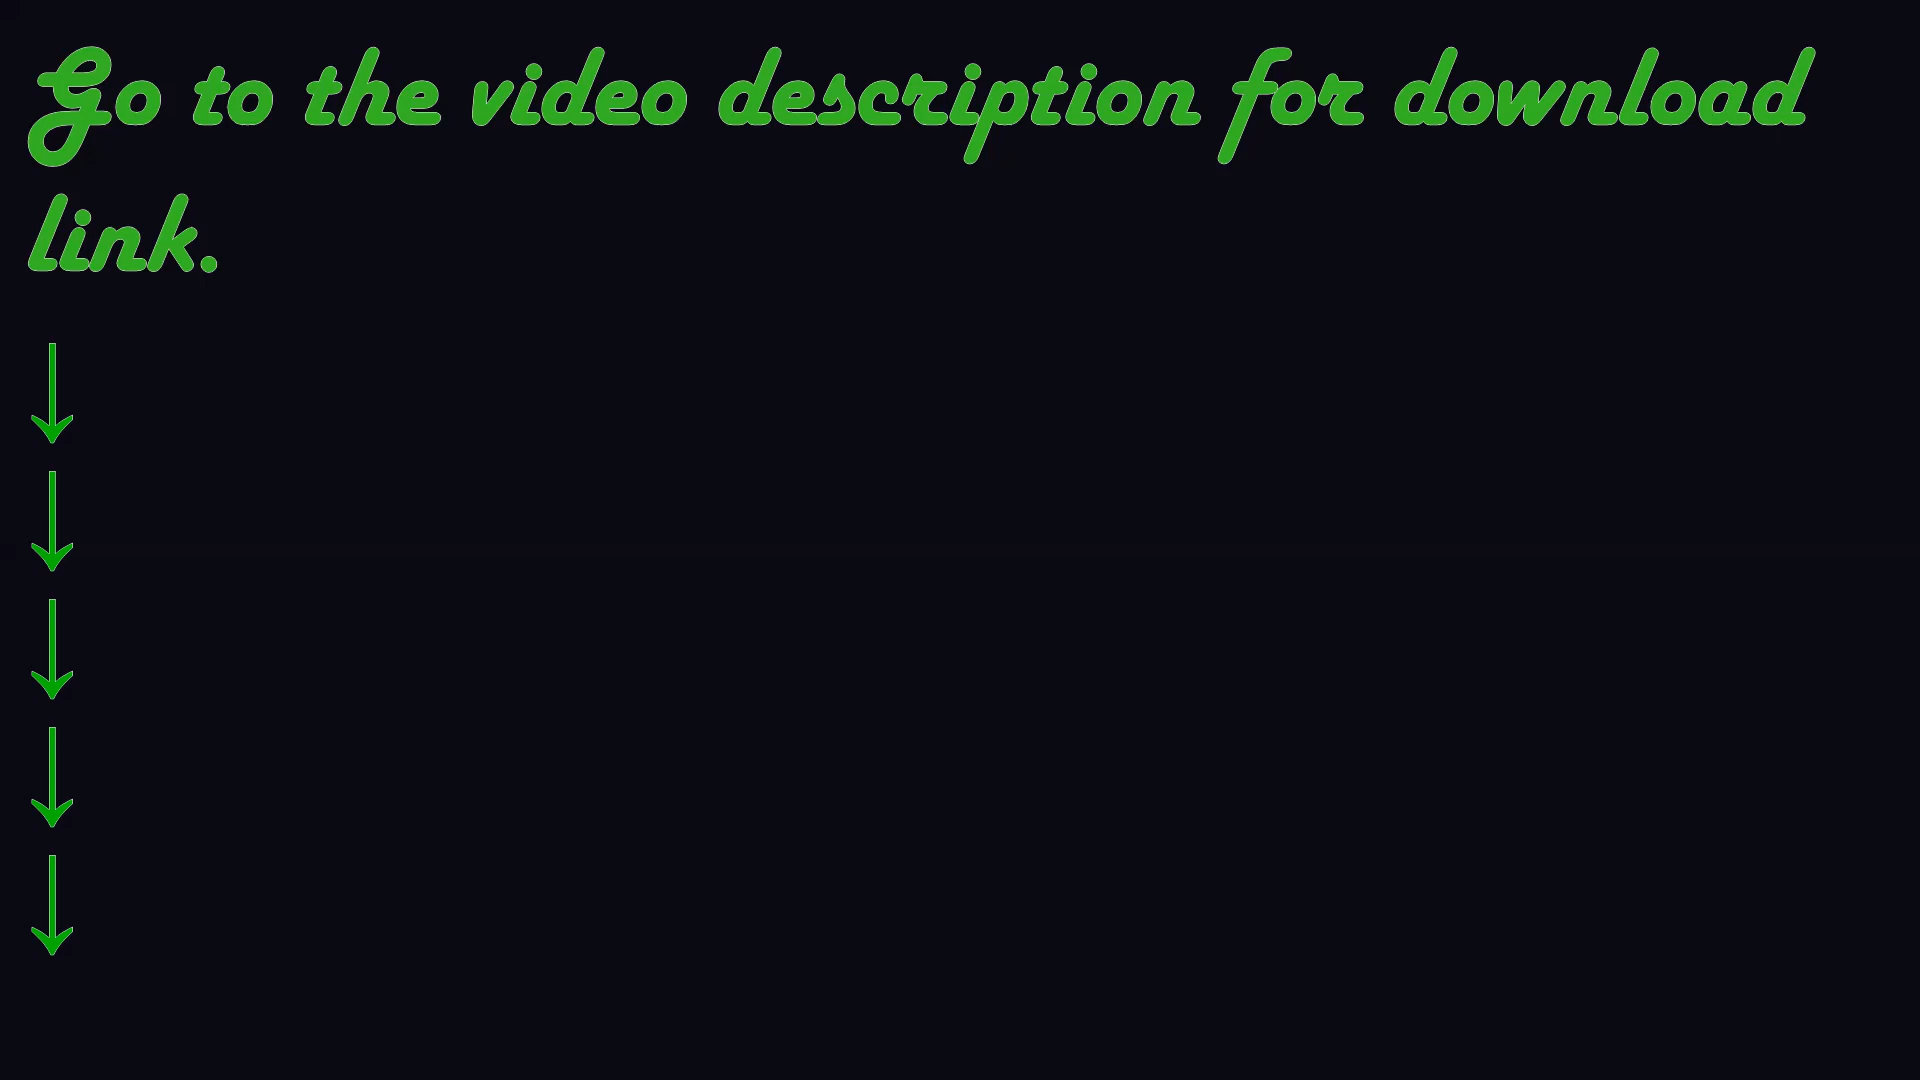 Go to the video description for download
link.
↓
↓
↓
↓
↓